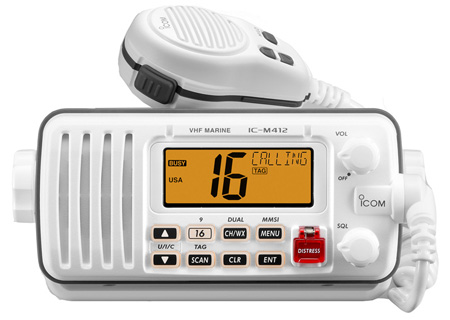 ICOM
VHF MARINE IC-M412
VOL
BUSY 16 CALLING
TAG
USA
OFF
ICOM
9 DUAL MMSI
▲ 16 CH/WX MENU
SQL
U/I/C TAG
DISTRESS
▼ SCAN CLR ENT